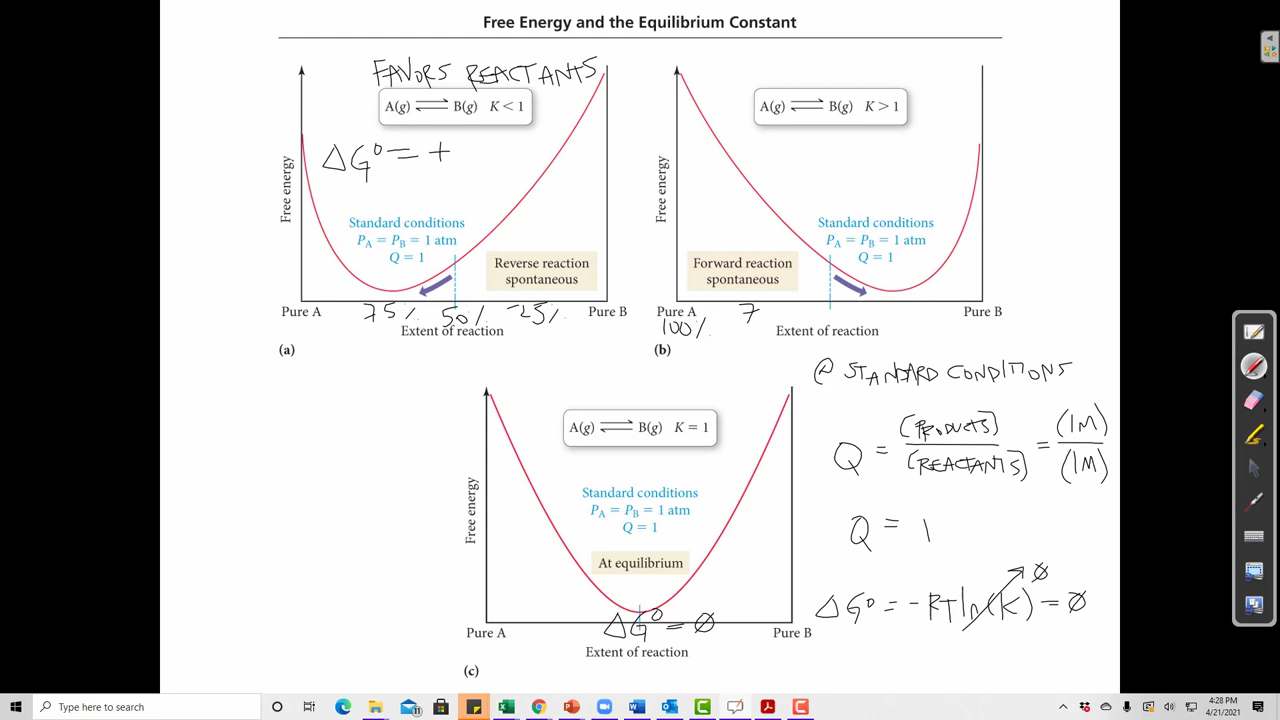 Free Energy and the Equilibrium Constant
FAVORS REACTANTS
A(g) ⇌ B(g) K < 1
ΔG° = +
Free energy
Standard conditions
P_A = P_B = 1 atm
Q = 1
Reverse reaction
spontaneous
Pure A
75%
50%
25%
Pure B
Extent of reaction
(a)
A(g) ⇌ B(g) K > 1
Free energy
Standard conditions
P_A = P_B = 1 atm
Q = 1
Forward reaction
spontaneous
Pure A
100%
7
Pure B
Extent of reaction
(b)
A(g) ⇌ B(g) K = 1
Free energy
Standard conditions
P_A = P_B = 1 atm
Q = 1
At equilibrium
ΔG° = ∅
Pure A
Pure B
Extent of reaction
(c)
@ STANDARD CONDITIONS
Q = [PRODUCTS] / [REACTANTS] = (1M) / (1M)
Q = 1
ΔG° = -RT ln(K) = ∅
∅
Type here to search
11
4:28 PM
4/21/2021